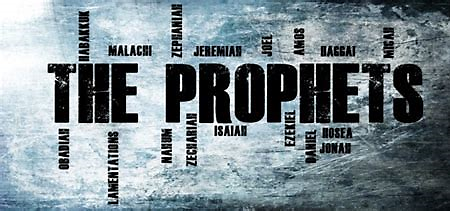 HABAKKUK
MALACHI
ZEPHANIAH
JEREMIAH
JOEL
AMOS
HAGGAI
MICAH
THE PROPHETS
OBADIAH
LAMENTATIONS
NAHUM
ZECHARIAH
ISAIAH
EZEKIEL
DANIEL
HOSEA
JONAH